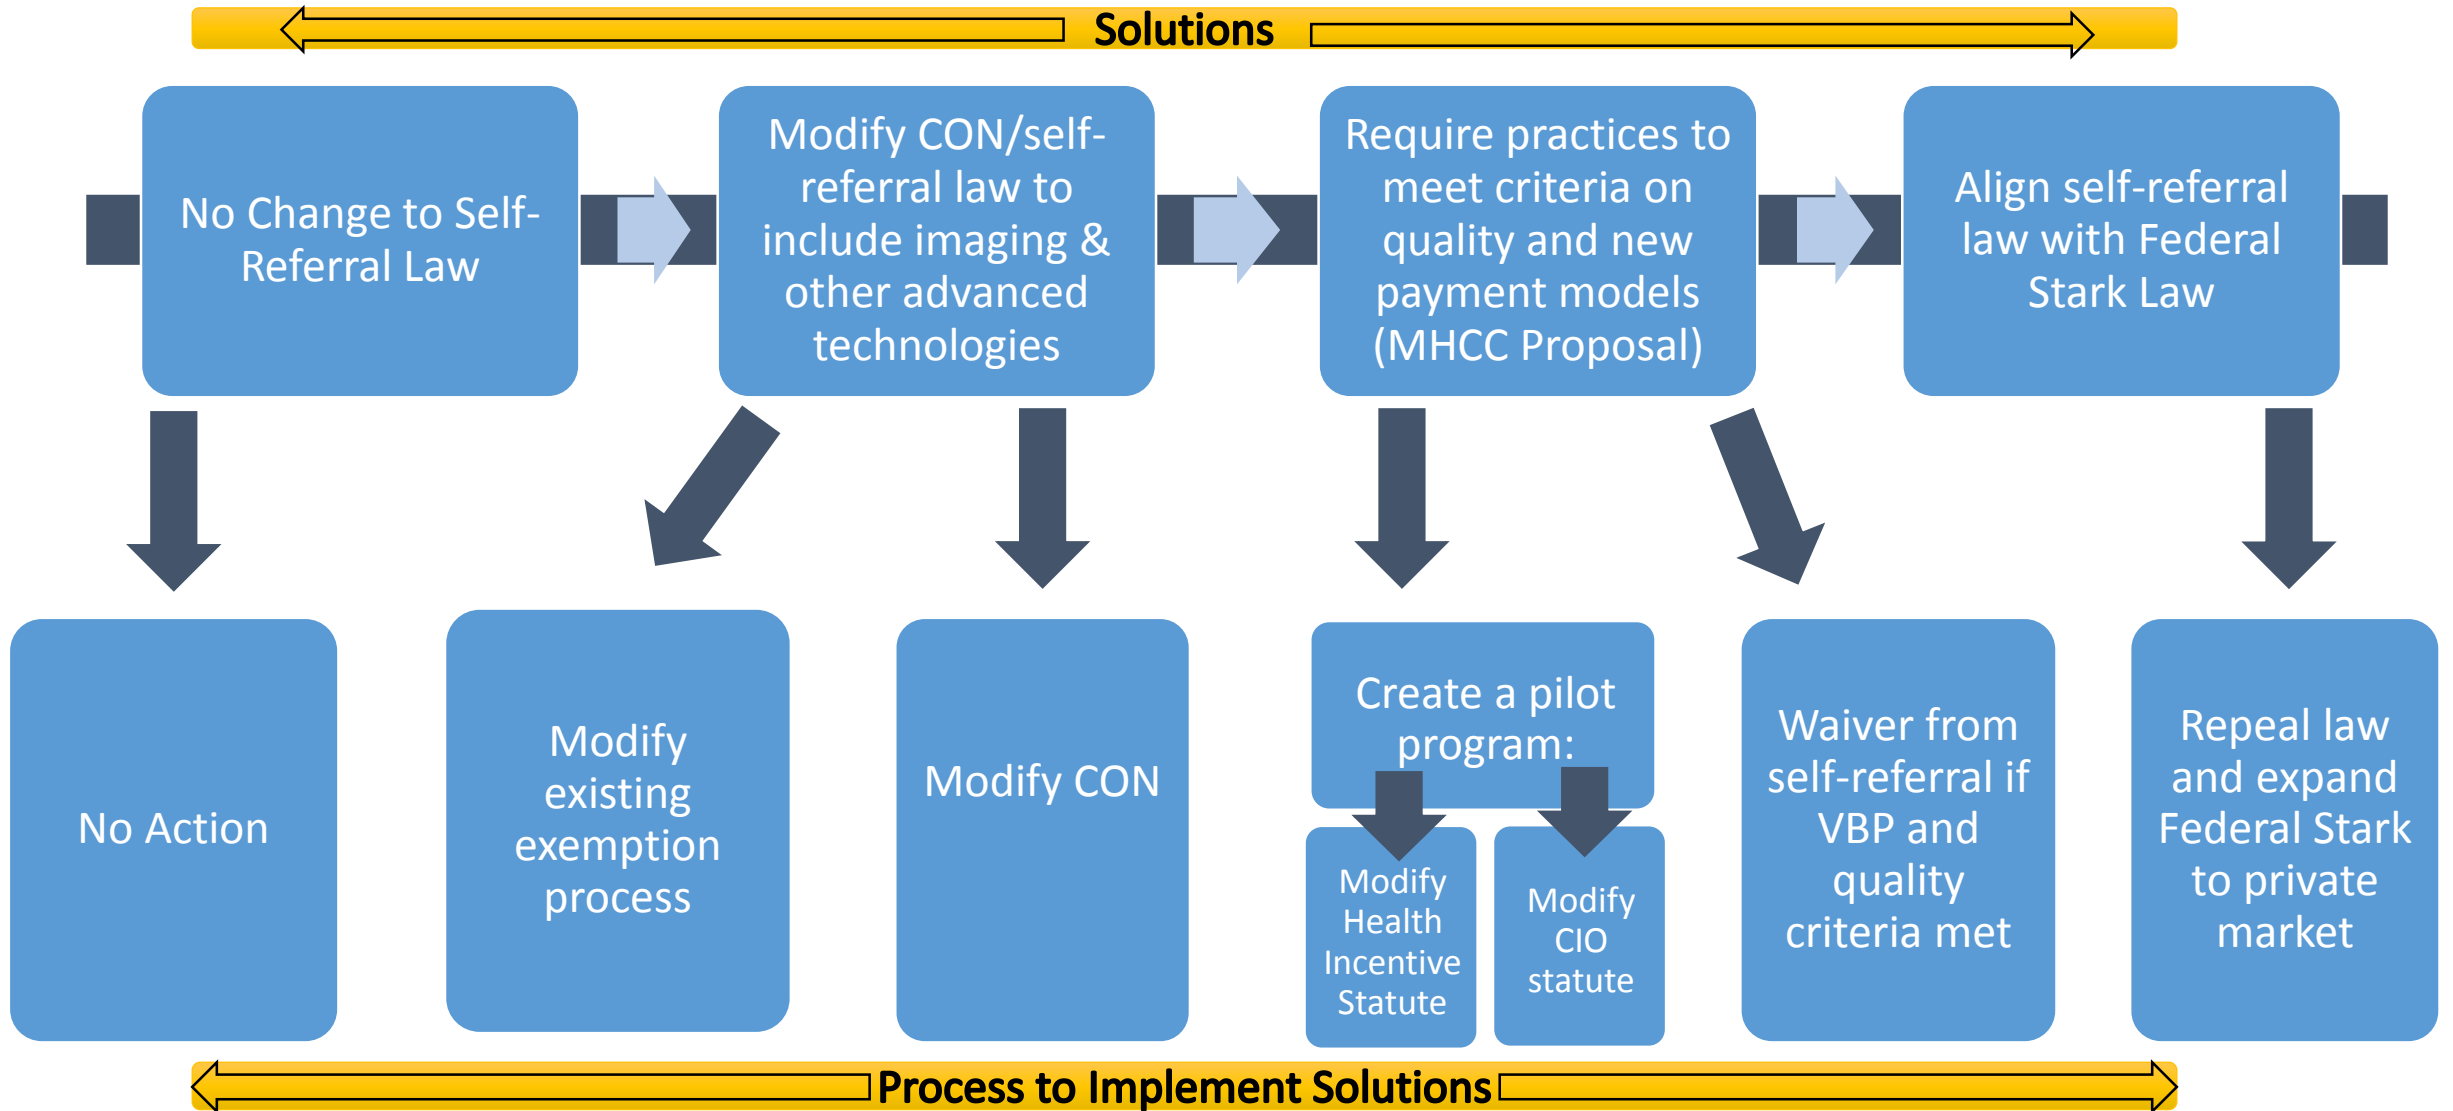 Solutions
No Change to Self-
Referral Law
Modify CON/self-
referral law to
include imaging &
other advanced
technologies
Require practices to
meet criteria on
quality and new
payment models
(MHCC Proposal)
Align self-referral
law with Federal
Stark Law
No Action
Modify
existing
exemption
process
Modify CON
Create a pilot
program:
Modify
Health
Incentive
Statute
Modify
CIO
statute
Waiver from
self-referral if
VBP and
quality
criteria met
Repeal law
and expand
Federal Stark
to private
market
Process to Implement Solutions